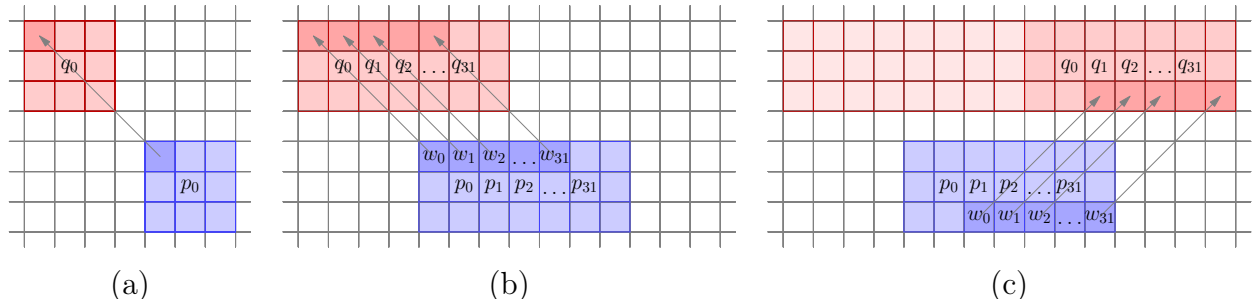 q0
p0
(a)
q0 q1 q2 ... q31
w0 w1 w2 ... w31
p0 p1 p2 ... p31
(b)
q0 q1 q2 ... q31
p0 p1 p2 ... p31
w0 w1 w2 ... w31
(c)